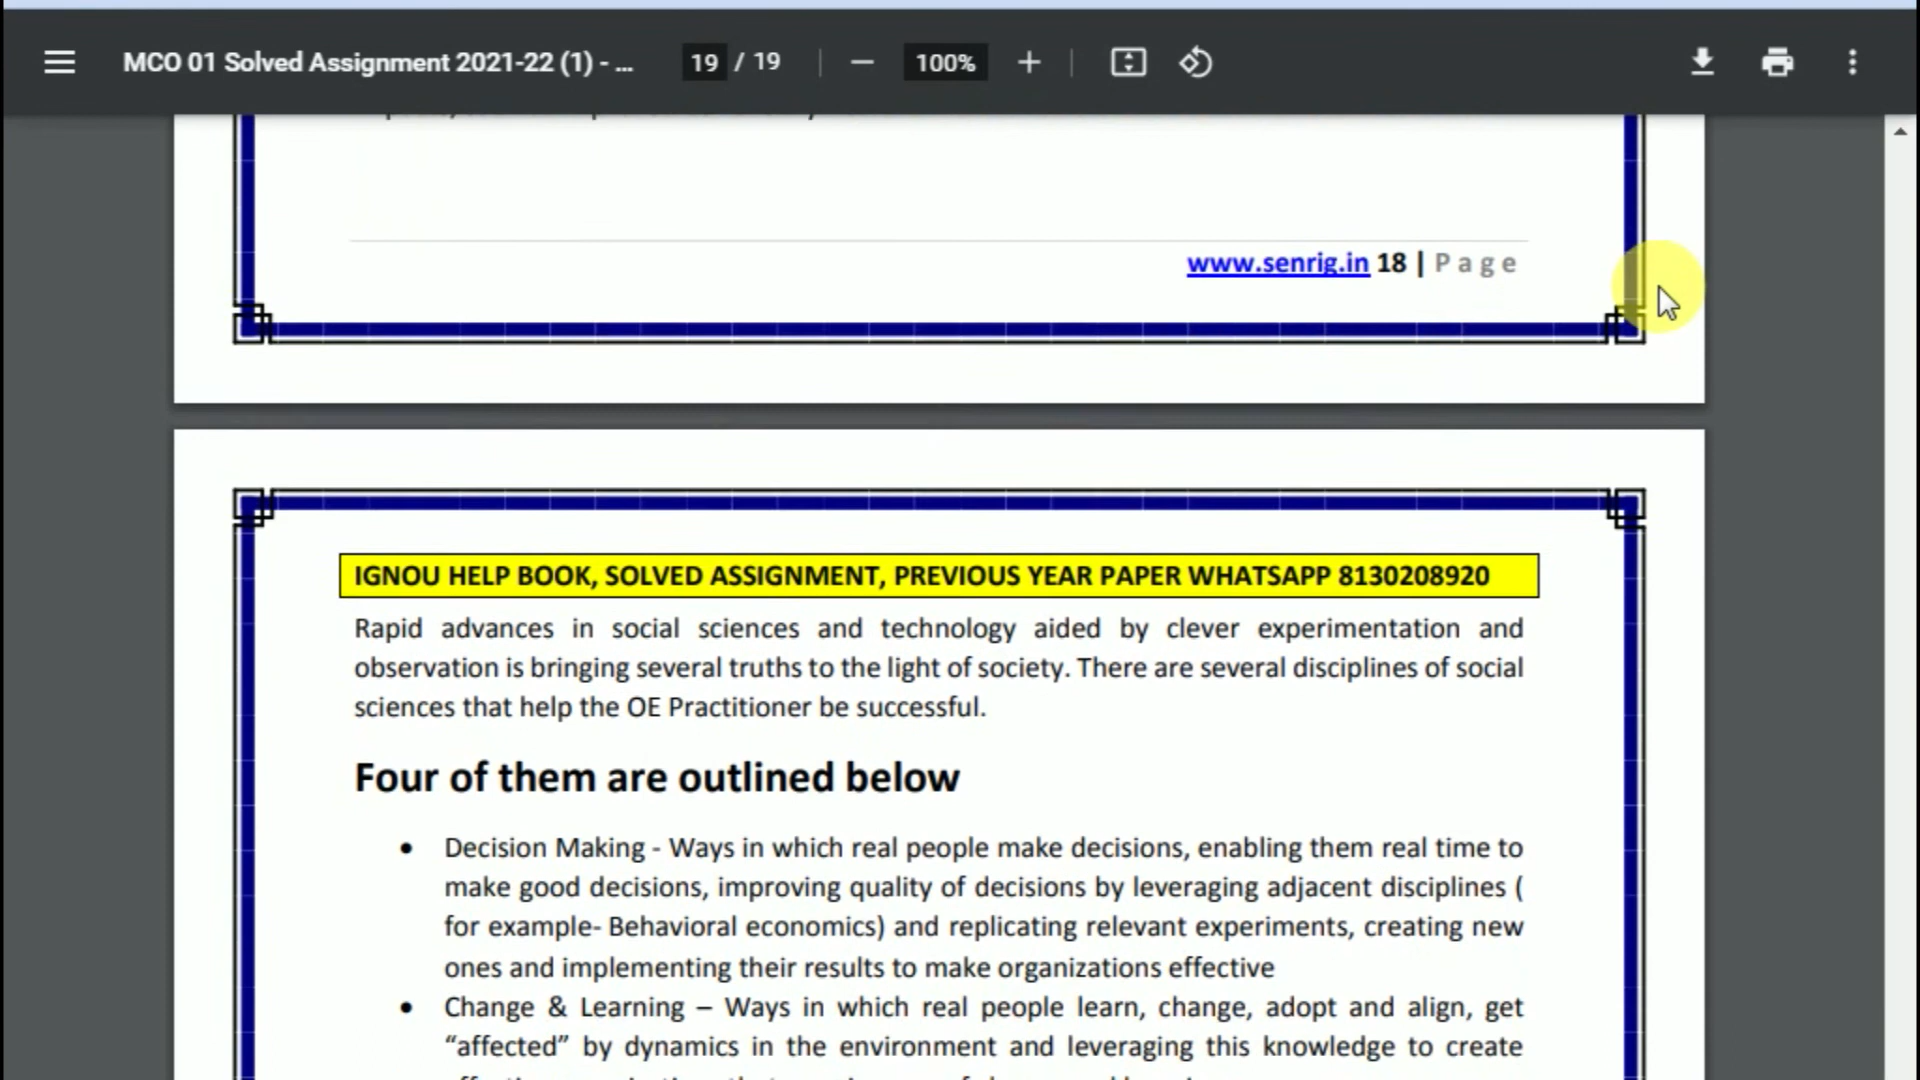 MCO 01 Solved Assignment 2021-22 (1) - ...
19 / 19
100%
www.senrig.in 18 | Page
IGNOU HELP BOOK, SOLVED ASSIGNMENT, PREVIOUS YEAR PAPER WHATSAPP 8130208920
Rapid advances in social sciences and technology aided by clever experimentation and
observation is bringing several truths to the light of society. There are several disciplines of social
sciences that help the OE Practitioner be successful.
Four of them are outlined below
• Decision Making - Ways in which real people make decisions, enabling them real time to
make good decisions, improving quality of decisions by leveraging adjacent disciplines (
for example- Behavioral economics) and replicating relevant experiments, creating new
ones and implementing their results to make organizations effective
• Change & Learning – Ways in which real people learn, change, adopt and align, get
“affected” by dynamics in the environment and leveraging this knowledge to create